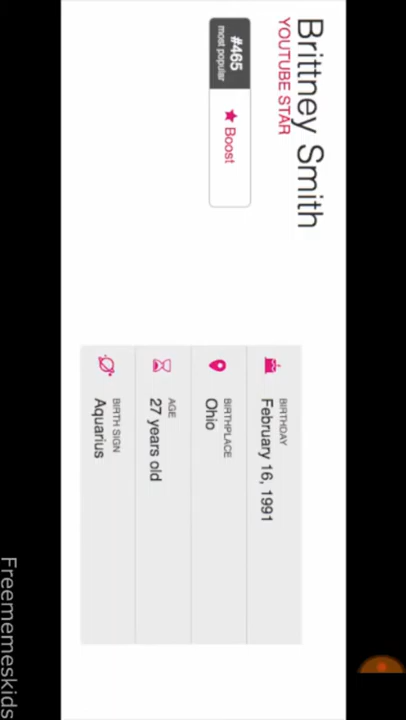 Brittney Smith
YOUTUBE STAR
#465
most popular
Boost
BIRTHDAY
February 16, 1991
BIRTHPLACE
Ohio
AGE
27 years old
BIRTH SIGN
Aquarius
Freememeskids